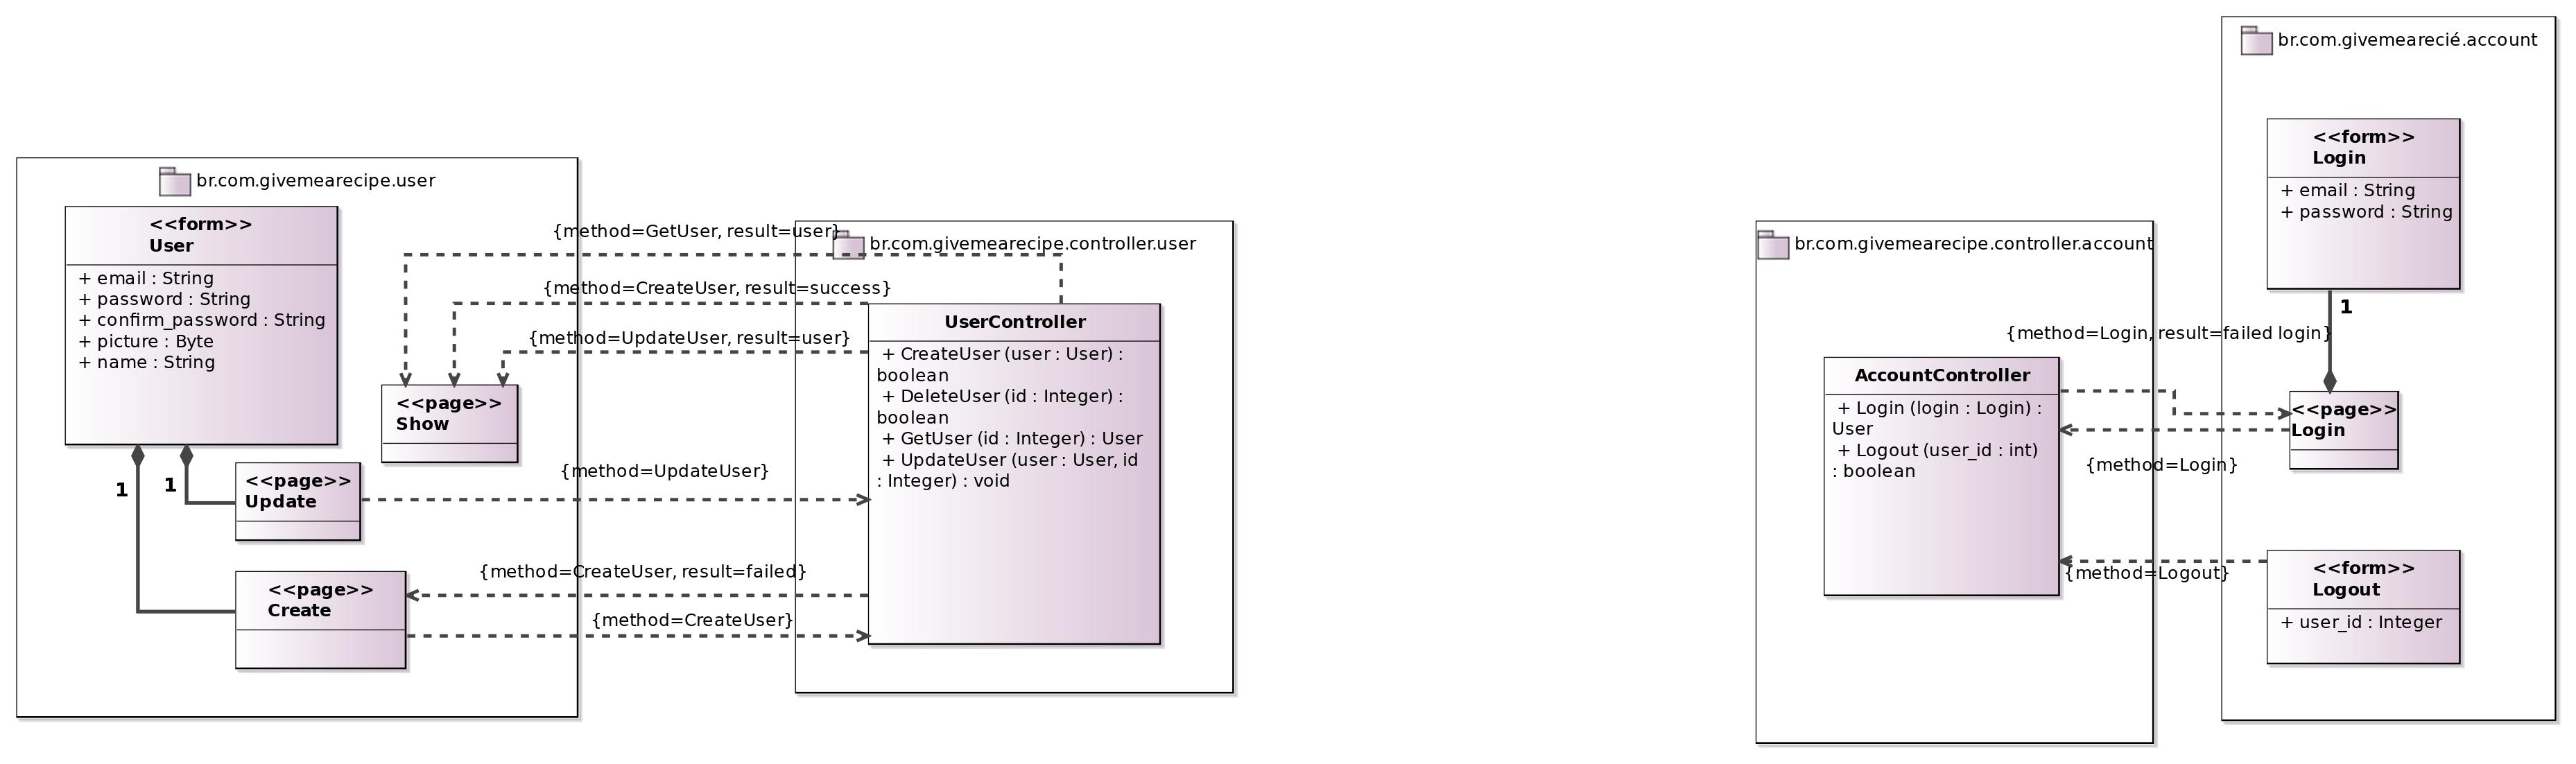 br.com.givemearecipe.user
<<form>>
User
+ email : String
+ password : String
+ confirm_password : String
+ picture : Byte
+ name : String
<<page>>
Show
1
1
<<page>>
Update
<<page>>
Create
{method=GetUser, result=user}
{method=CreateUser, result=success}
{method=UpdateUser, result=user}
{method=UpdateUser}
{method=CreateUser, result=failed}
{method=CreateUser}
br.com.givemearecipe.controller.user
UserController
+ CreateUser (user : User) :
boolean
+ DeleteUser (id : Integer) :
boolean
+ GetUser (id : Integer) : User
+ UpdateUser (user : User, id
: Integer) : void
br.com.givemearecipe.controller.account
AccountController
+ Login (login : Login) :
User
+ Logout (user_id : int)
: boolean
{method=Login, result=failed login}
{method=Login}
{method=Logout}
br.com.givemearecié.account
<<form>>
Login
+ email : String
+ password : String
1
<<page>>
Login
<<form>>
Logout
+ user_id : Integer